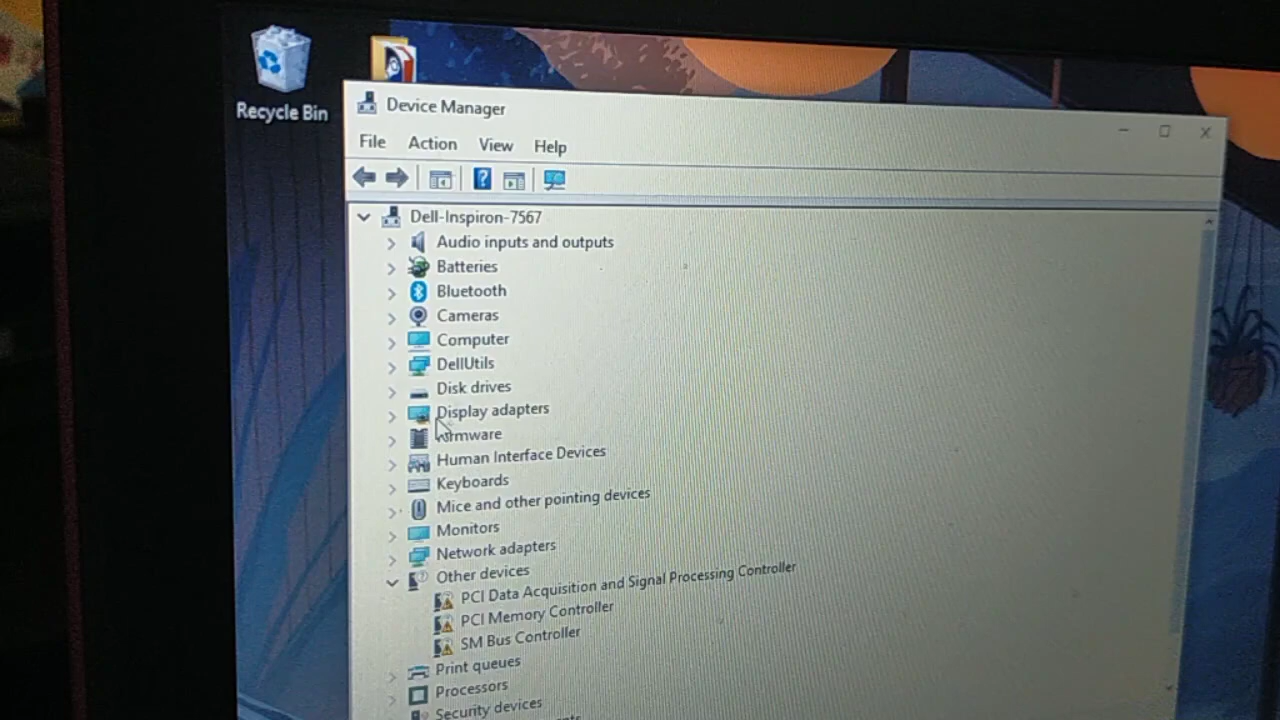 Recycle Bin
Device Manager
File Action View Help
Dell-Inspiron-7567
Audio inputs and outputs
Batteries
Bluetooth
Cameras
Computer
DellUtils
Disk drives
Display adapters
Firmware
Human Interface Devices
Keyboards
Mice and other pointing devices
Monitors
Network adapters
Other devices
PCI Data Acquisition and Signal Processing Controller
PCI Memory Controller
SM Bus Controller
Print queues
Processors
Security devices